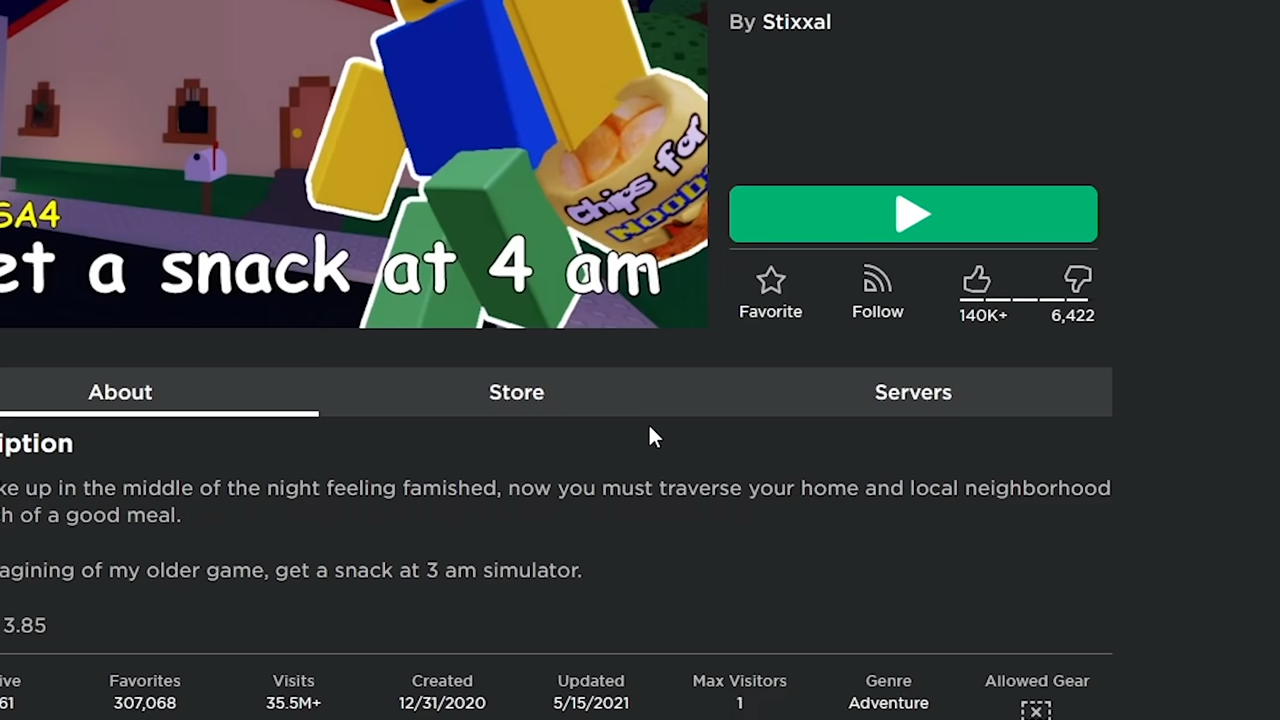 By Stixxal
chips for
Noobs
SA4
et a snack at 4 am
Favorite
Follow
140K+
6,422
About
Store
Servers
iption
ke up in the middle of the night feeling famished, now you must traverse your home and local neighborhood
h of a good meal.
agining of my older game, get a snack at 3 am simulator.
3.85
ive
Favorites
Visits
Created
Updated
Max Visitors
Genre
Allowed Gear
61
307,068
35.5M+
12/31/2020
5/15/2021
1
Adventure